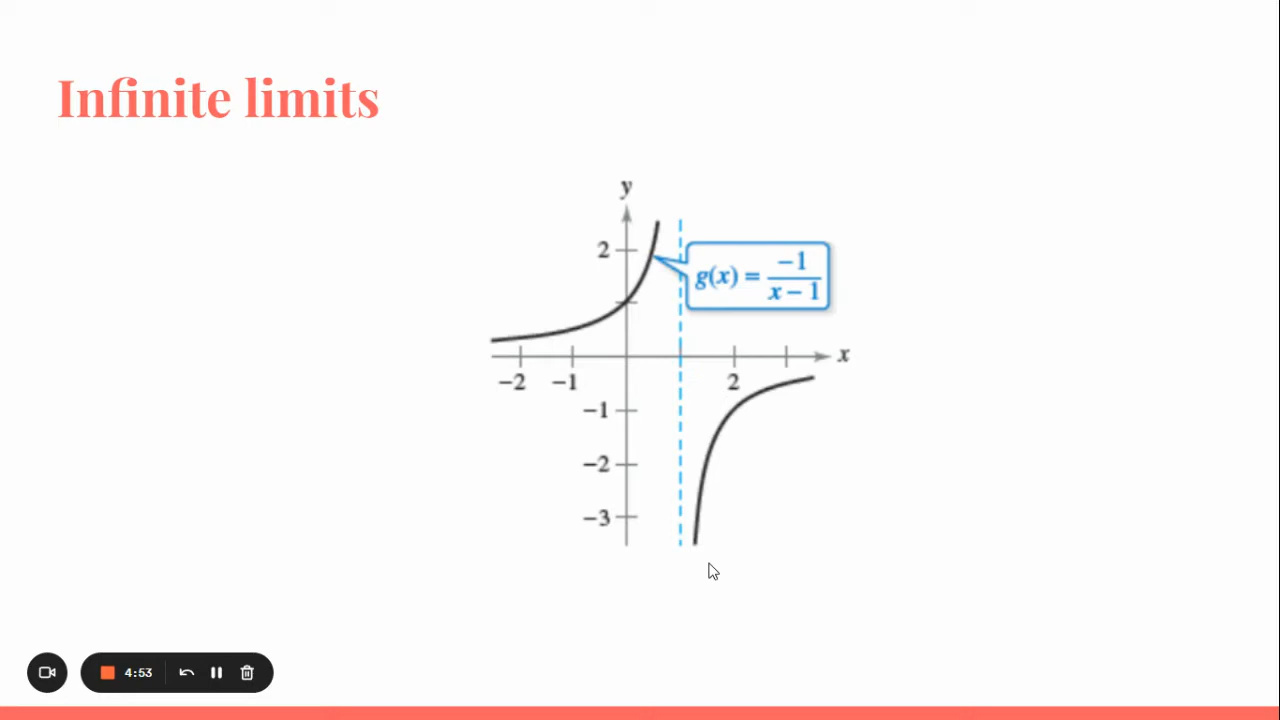 Infinite limits
y
2
g(x) = −1
x − 1
x
−2 −1 2
−1
−2
−3
4:53